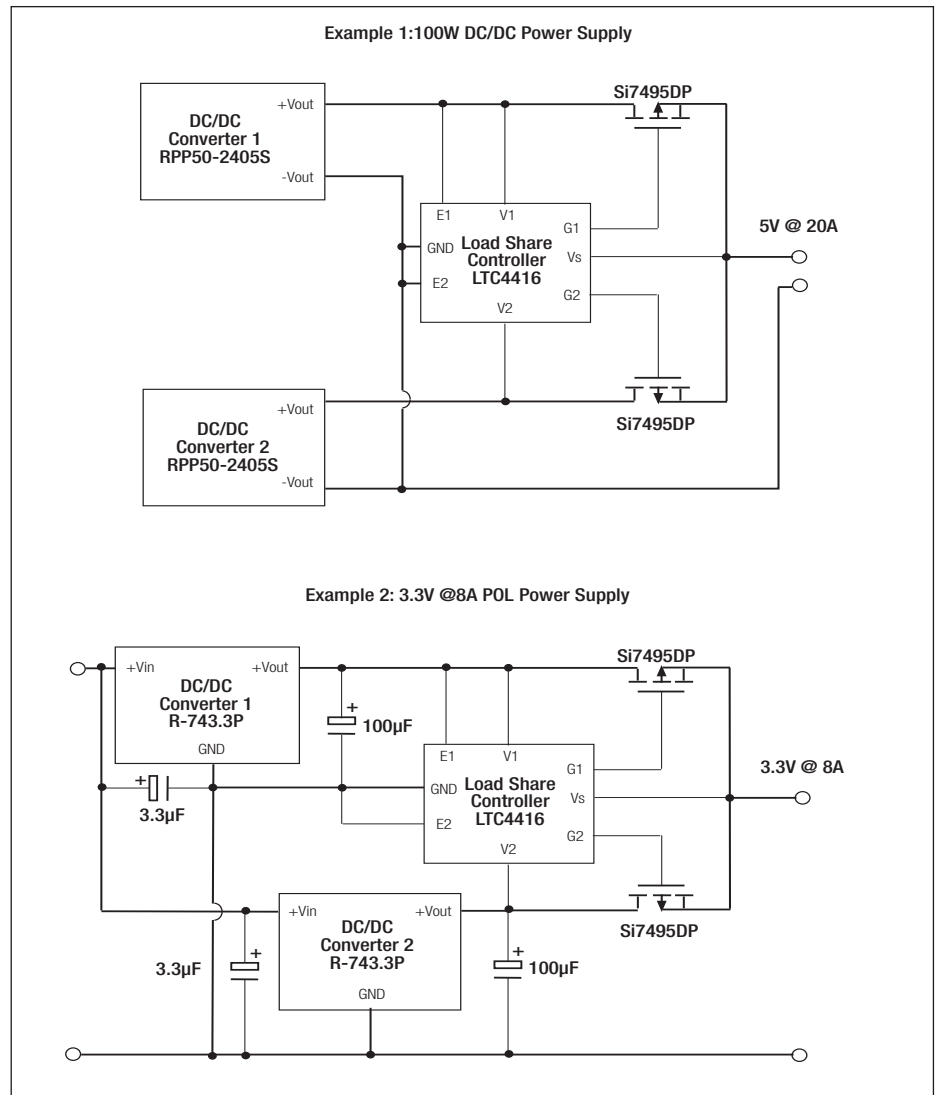 Example 1:100W DC/DC Power Supply
DC/DC
Converter 1
RPP50-2405S
+Vout
-Vout
Si7495DP
E1
V1
GND
E2
V2
Load Share
Controller
LTC4416
G1
Vs
G2
5V @ 20A
DC/DC
Converter 2
RPP50-2405S
+Vout
-Vout
Si7495DP
Example 2: 3.3V @8A POL Power Supply
+Vin
+Vout
DC/DC
Converter 1
R-743.3P
GND
+
100µF
+
3.3µF
Si7495DP
E1
V1
GND
E2
V2
Load Share
Controller
LTC4416
G1
Vs
G2
3.3V @ 8A
+Vin
+Vout
DC/DC
Converter 2
R-743.3P
GND
+
3.3µF
+
100µF
Si7495DP